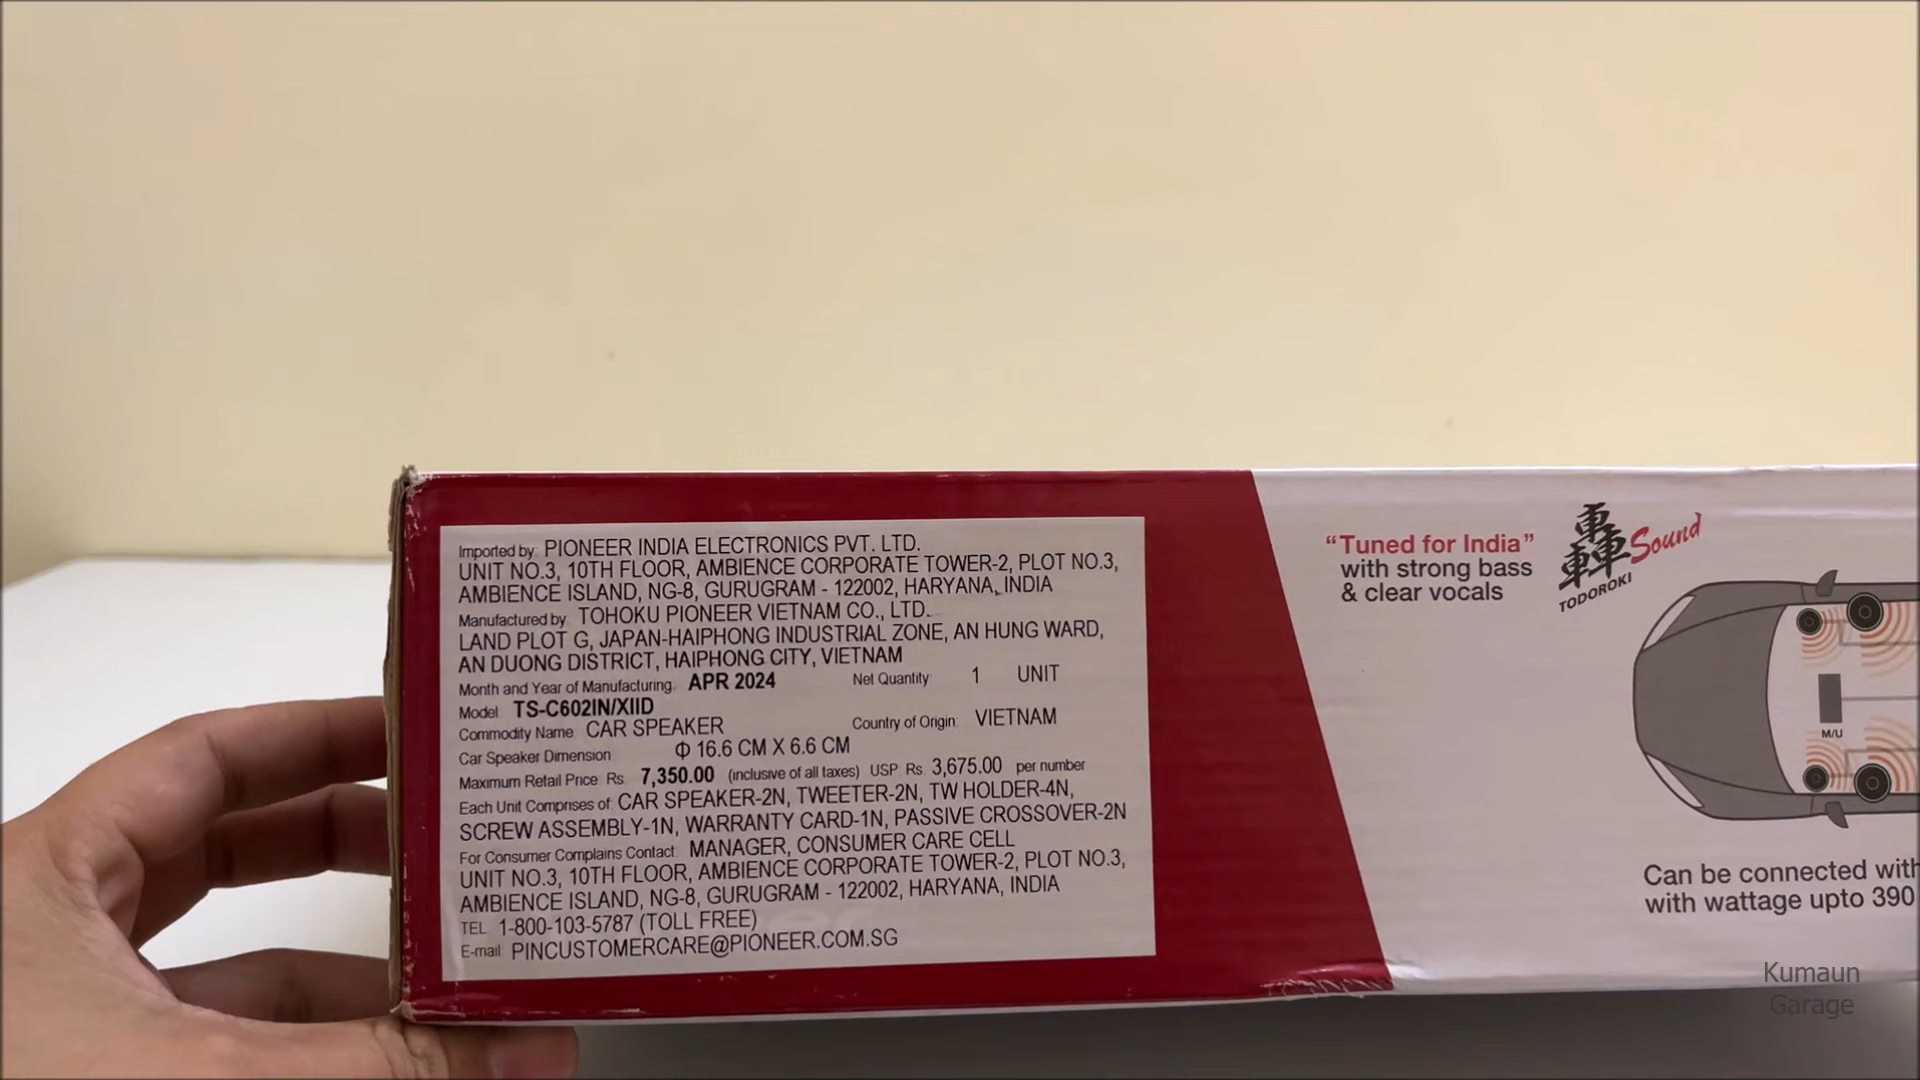 Imported by: PIONEER INDIA ELECTRONICS PVT. LTD.
UNIT NO.3, 10TH FLOOR, AMBIENCE CORPORATE TOWER-2, PLOT NO.3,
AMBIENCE ISLAND, NG-8, GURUGRAM - 122002, HARYANA, INDIA
Manufactured by: TOHOKU PIONEER VIETNAM CO., LTD.
LAND PLOT G, JAPAN-HAIPHONG INDUSTRIAL ZONE, AN HUNG WARD,
AN DUONG DISTRICT, HAIPHONG CITY, VIETNAM
Month and Year of Manufacturing: APR 2024 Net Quantity: 1 UNIT
Model: TS-C602IN/XIID
Commodity Name: CAR SPEAKER Country of Origin: VIETNAM
Car Speaker Dimension: Φ 16.6 CM X 6.6 CM
Maximum Retail Price: Rs. 7,350.00 (inclusive of all taxes) USP Rs. 3,675.00 per number
Each Unit Comprises of: CAR SPEAKER-2N, TWEETER-2N, TW HOLDER-4N,
SCREW ASSEMBLY-1N, WARRANTY CARD-1N, PASSIVE CROSSOVER-2N
For Consumer Complains Contact: MANAGER, CONSUMER CARE CELL
UNIT NO.3, 10TH FLOOR, AMBIENCE CORPORATE TOWER-2, PLOT NO.3,
AMBIENCE ISLAND, NG-8, GURUGRAM - 122002, HARYANA, INDIA
TEL: 1-800-103-5787 (TOLL FREE)
E-mail: PINCUSTOMERCARE@PIONEER.COM.SG
"Tuned for India"
with strong bass
& clear vocals
轟 Sound
TODOROKI
M/U
Can be connected with
with wattage upto 390
Kumaun
Garage